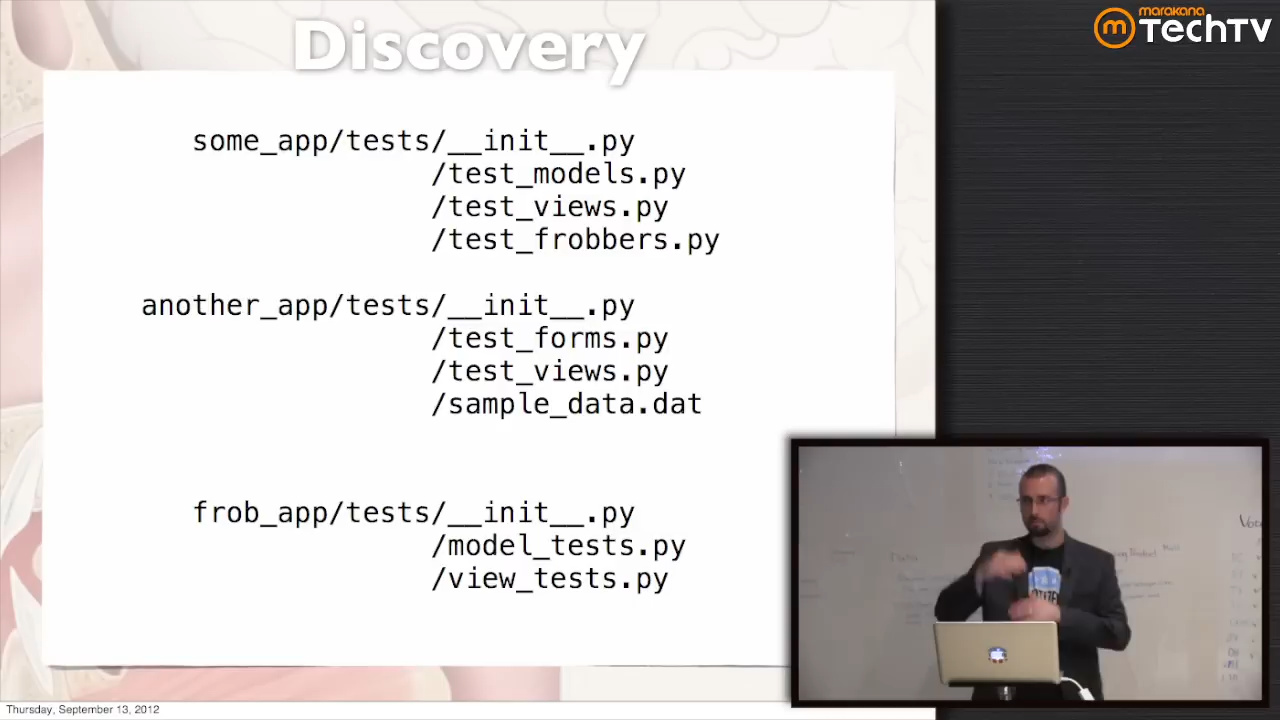 Discovery
marakana
m TechTV
some_app/tests/__init__.py
/test_models.py
/test_views.py
/test_frobbers.py
another_app/tests/__init__.py
/test_forms.py
/test_views.py
/sample_data.dat
frob_app/tests/__init__.py
/model_tests.py
/view_tests.py
Thursday, September 13, 2012